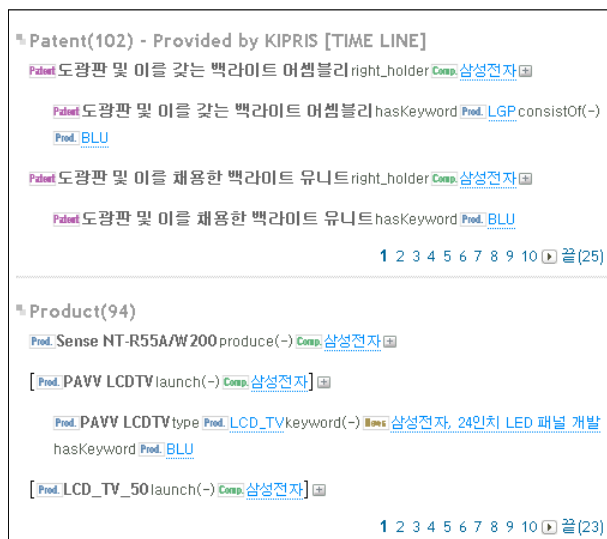 Patent(102) - Provided by KIPRIS [TIME LINE]
Patent 도광판 및 이를 갖는 백라이트 어셈블리 right_holder Comp. 삼성전자
Patent 도광판 및 이를 갖는 백라이트 어셈블리 hasKeyword Prod. LGP consistOf(-)
Prod. BLU
Patent 도광판 및 이를 채용한 백라이트 유니트 right_holder Comp. 삼성전자
Patent 도광판 및 이를 채용한 백라이트 유니트 hasKeyword Prod. BLU
1 2 3 4 5 6 7 8 9 10 끝(25)
Product(94)
Prod. Sense NT-R55A/W200 produce(-) Comp. 삼성전자
[Prod. PAVV LCDTV launch(-) Comp. 삼성전자]
Prod. PAVV LCDTV type Prod. LCD_TV keyword(-) News 삼성전자, 24인치 LED 패널 개발
hasKeyword Prod. BLU
[Prod. LCD_TV_50 launch(-) Comp. 삼성전자]
1 2 3 4 5 6 7 8 9 10 끝(23)